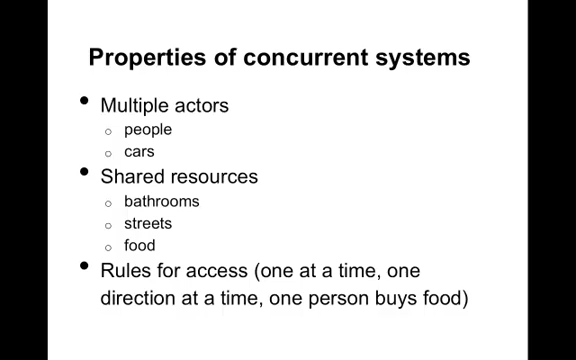 Properties of concurrent systems
• Multiple actors
o people
o cars
• Shared resources
o bathrooms
o streets
o food
• Rules for access (one at a time, one
direction at a time, one person buys food)